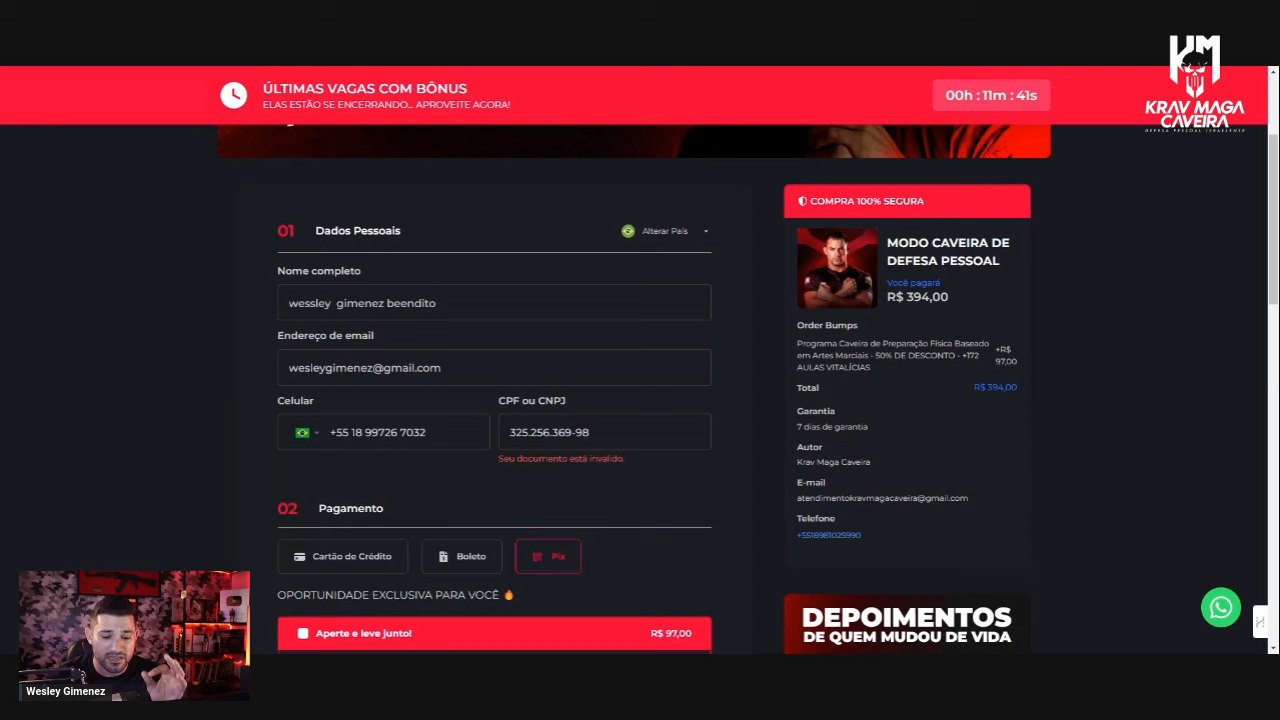 ÚLTIMAS VAGAS COM BÔNUS
ELAS ESTÃO SE ENCERRANDO... APROVEITE AGORA!
00h : 11m : 41s
KM
KRAV MAGA
CAVEIRA
DEFESA PESSOAL ISRAELENSE
01 Dados Pessoais
Alterar País
Nome completo
wessley gimenez beendito
Endereço de email
wesleygimenez@gmail.com
Celular
+55 18 99726 7032
CPF ou CNPJ
325.256.369-98
Seu documento está inválido.
02 Pagamento
Cartão de Crédito
Boleto
Pix
OPORTUNIDADE EXCLUSIVA PARA VOCÊ 🔥
Aperte e leve junto!
R$ 97,00
COMPRA 100% SEGURA
MODO CAVEIRA DE
DEFESA PESSOAL
Você pagará
R$ 394,00
Order Bumps
Programa Caveira de Preparação Física Baseado
em Artes Marciais - 50% DE DESCONTO - +172
AULAS VITALÍCIAS
+R$
97,00
Total
R$ 394,00
Garantia
7 dias de garantia
Autor
Krav Maga Caveira
E-mail
atendimentokravmagacaveira@gmail.com
Telefone
+5518981025990
DEPOIMENTOS
DE QUEM MUDOU DE VIDA
Wesley Gimenez